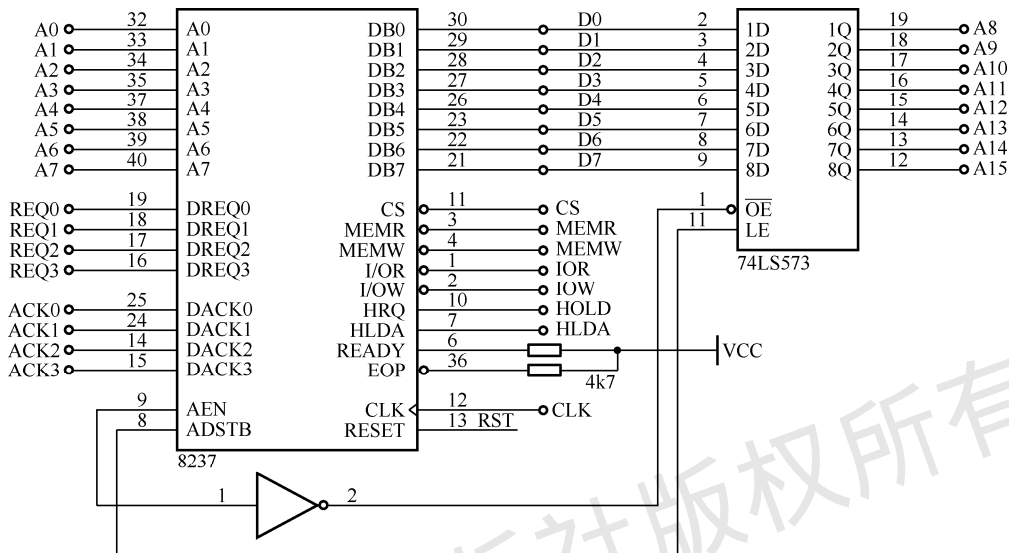 A0 32 A0 DB0 30 D0 2 1D 1Q 19 A8
A1 33 A1 DB1 29 D1 3 2D 2Q 18 A9
A2 34 A2 DB2 28 D2 4 3D 3Q 17 A10
A3 35 A3 DB3 27 D3 5 4D 4Q 16 A11
A4 37 A4 DB4 26 D4 6 5D 5Q 15 A12
A5 38 A5 DB5 23 D5 7 6D 6Q 14 A13
A6 39 A6 DB6 22 D6 8 7D 7Q 13 A14
A7 40 A7 DB7 21 D7 9 8D 8Q 12 A15
REQ0 19 DREQ0 CS 11 CS 1 OE
REQ1 18 DREQ1 MEMR 3 MEMR 11 LE
REQ2 17 DREQ2 MEMW 4 MEMW
REQ3 16 DREQ3 I/OR 1 IOR
74LS573
I/OW 2 IOW
ACK0 25 DACK0 HRQ 10 HOLD
ACK1 24 DACK1 HLDA 7 HLDA
ACK2 14 DACK2 READY 6 VCC
ACK3 15 DACK3 EOP 36 4k7
9 AEN CLK 12 CLK
8 ADSTB RESET 13 RST
8237
1 2
社版权所有